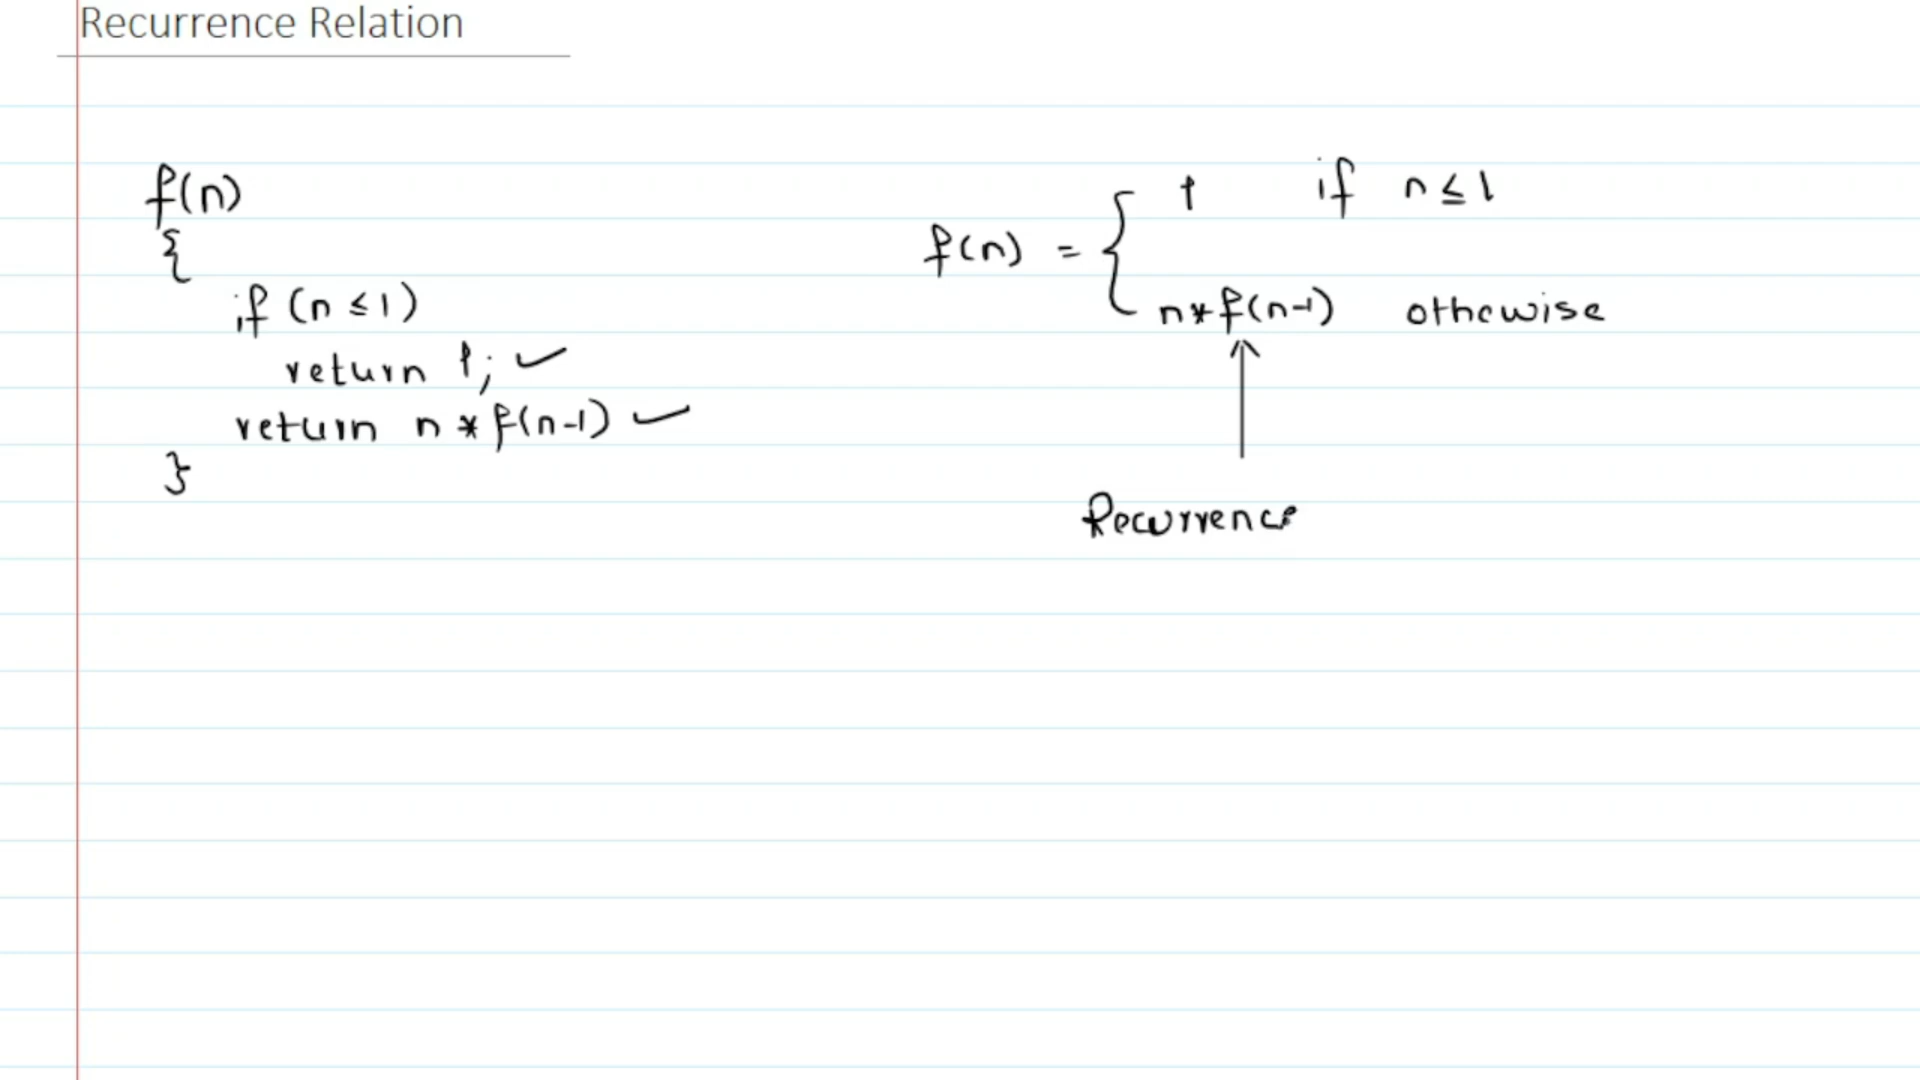 Recurrence Relation
f(n)
{
if (n ≤ 1)
return 1; ✓
return n * f(n-1) ✓
}
f(n) = { 1 if n ≤ 1
n * f(n-1) othewise
↑
Recurrence